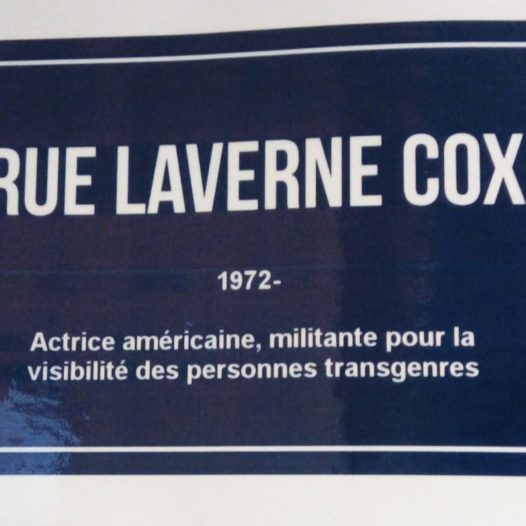 RUE LAVERNE COX
1972-
Actrice américaine, militante pour la
visibilité des personnes transgenres